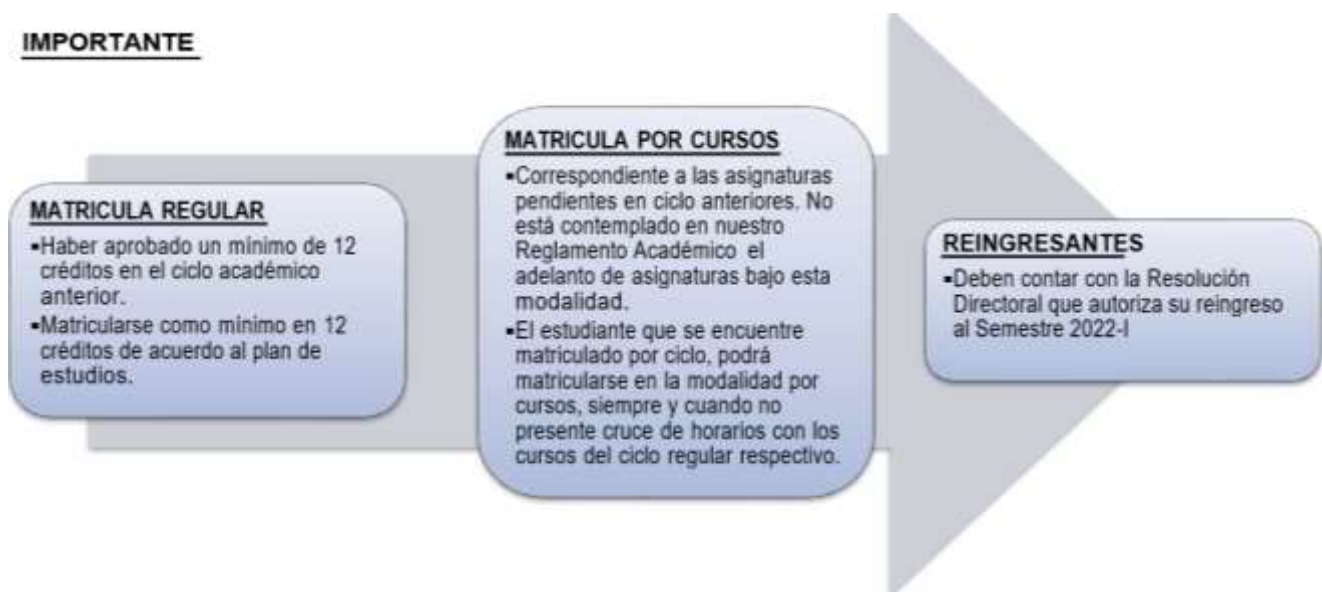 IMPORTANTE
MATRICULA REGULAR
▪Haber aprobado un mínimo de 12
créditos en el ciclo académico
anterior.
▪Matricularse como mínimo en 12
créditos de acuerdo al plan de
estudios.
MATRICULA POR CURSOS
▪Correspondiente a las asignaturas
pendientes en ciclo anteriores. No
está contemplado en nuestro
Reglamento Académico el
adelanto de asignaturas bajo esta
modalidad.
▪El estudiante que se encuentre
matriculado por ciclo, podrá
matricularse en la modalidad por
cursos, siempre y cuando no
presente cruce de horarios con los
cursos del ciclo regular respectivo.
REINGRESANTES
▪Deben contar con la Resolución
Directoral que autoriza su reingreso
al Semestre 2022-I